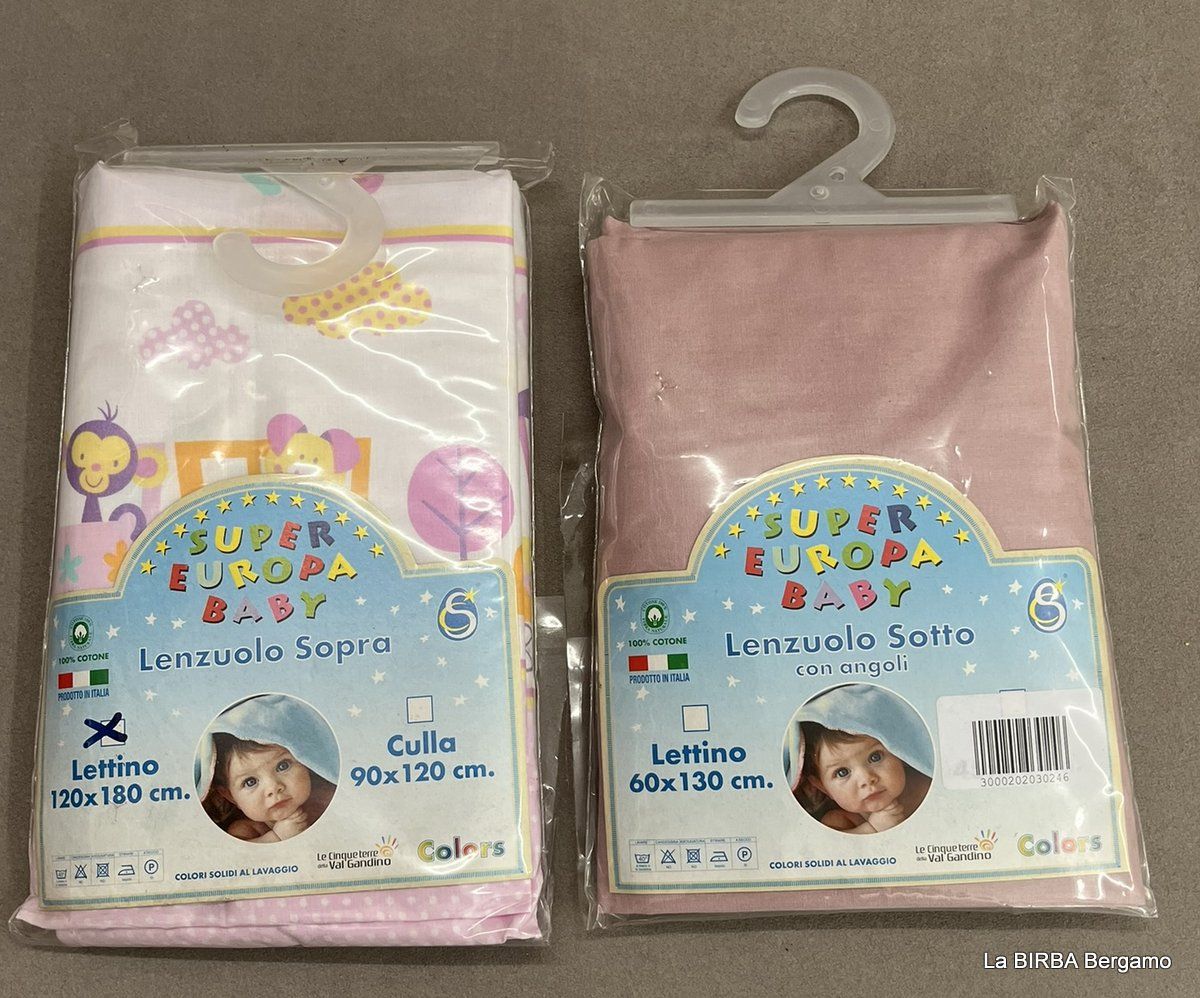 SUPER
EUROPA
BABY
Lenzuolo Sopra
100% COTONE
PRODOTTO IN ITALIA
Lettino
120x180 cm.
Culla
90x120 cm.
COLORI SOLIDI AL LAVAGGIO
Le Cinque terre
della Val Gandino
Colors
SUPER
EUROPA
BABY
Lenzuolo Sotto
con angoli
100% COTONE
PRODOTTO IN ITALIA
Lettino
60x130 cm.
3000202030246
COLORI SOLIDI AL LAVAGGIO
Le Cinque terre
della Val Gandino
Colors
La BIRBA Bergamo